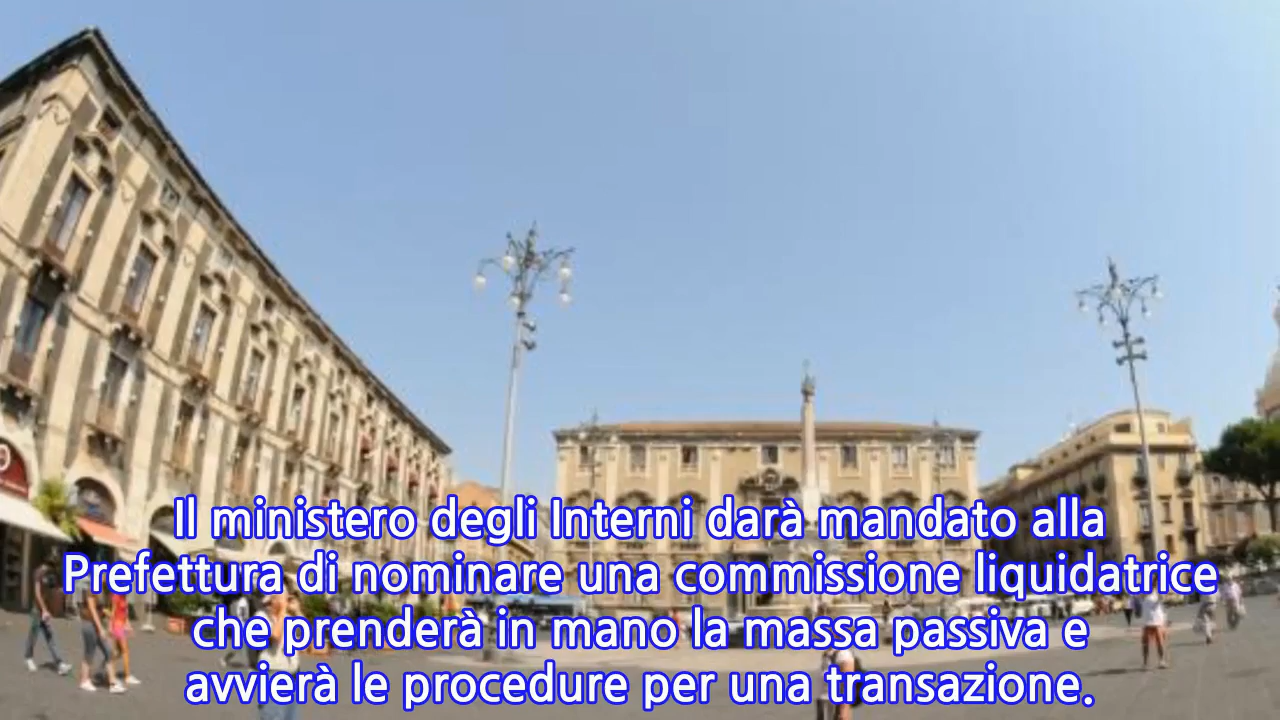 Il ministero degli Interni darà mandato alla
Prefettura di nominare una commissione liquidatrice
che prenderà in mano la massa passiva e
avvierà le procedure per una transazione.